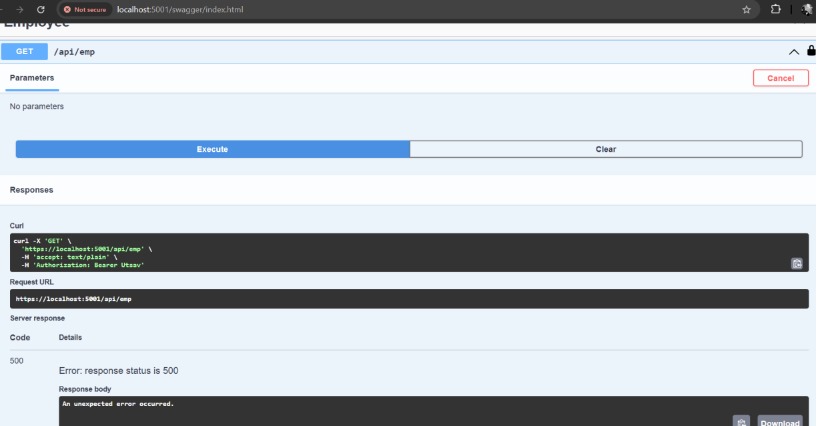 Not secure
localhost:5001/swagger/index.html
Employee
GET /api/emp
Parameters
Cancel
No parameters
Execute
Clear
Responses
Curl
curl -X 'GET' \
'https://localhost:5001/api/emp' \
-H 'accept: text/plain' \
-H 'Authorization: Bearer Utsav'
Request URL
https://localhost:5001/api/emp
Server response
Code Details
500
Error: response status is 500
Response body
An unexpected error occurred.
Download